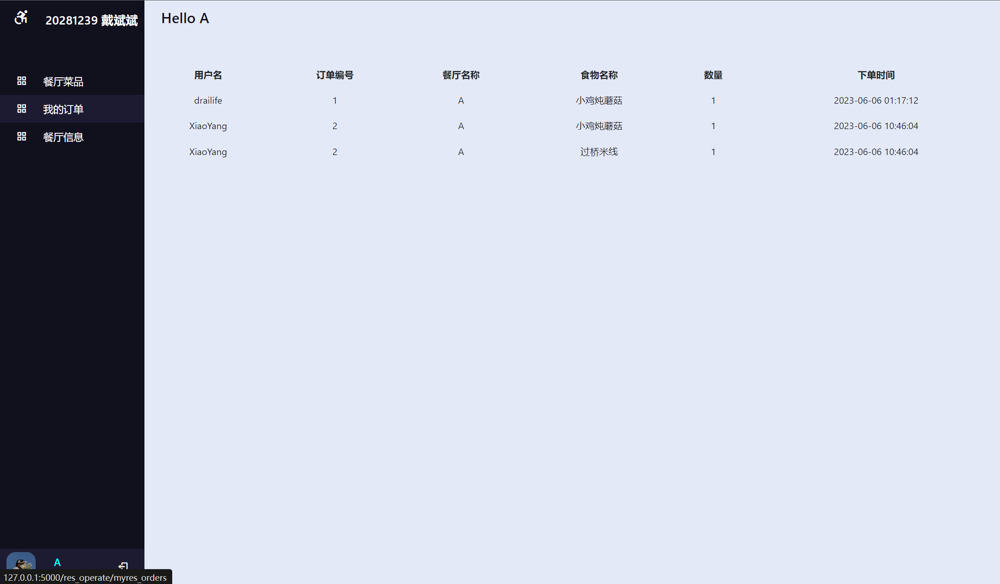 20281239 戴斌斌
Hello A
餐厅菜品
我的订单
餐厅信息
用户名 订单编号 餐厅名称 食物名称 数量 下单时间
drailife 1 A 小鸡炖蘑菇 1 2023-06-06 01:17:12
XiaoYang 2 A 小鸡炖蘑菇 1 2023-06-06 10:46:04
XiaoYang 2 A 过桥米线 1 2023-06-06 10:46:04
A
127.0.0.1:5000/res_operate/myres_orders